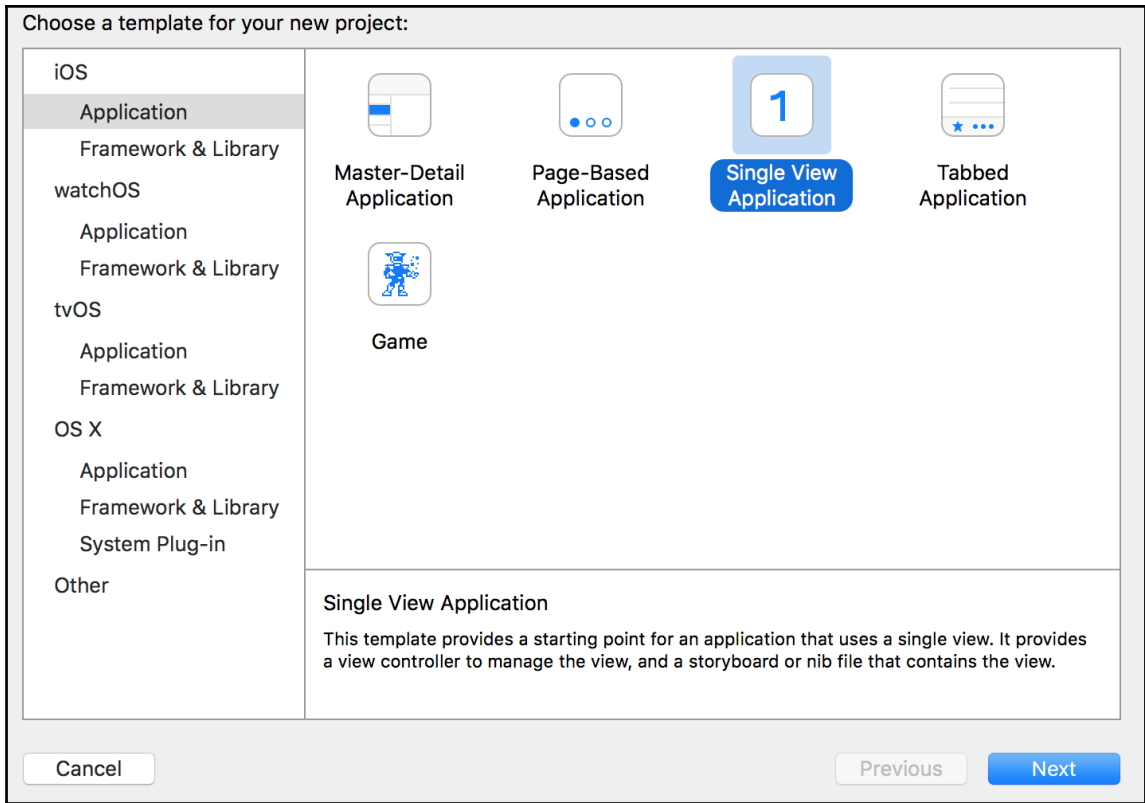 Choose a template for your new project:
iOS
Application
Framework & Library
watchOS
Application
Framework & Library
tvOS
Application
Framework & Library
OS X
Application
Framework & Library
System Plug-in
Other
Master-Detail
Application
Page-Based
Application
1
Single View
Application
Tabbed
Application
Game
Single View Application
This template provides a starting point for an application that uses a single view. It provides
a view controller to manage the view, and a storyboard or nib file that contains the view.
Cancel
Previous
Next